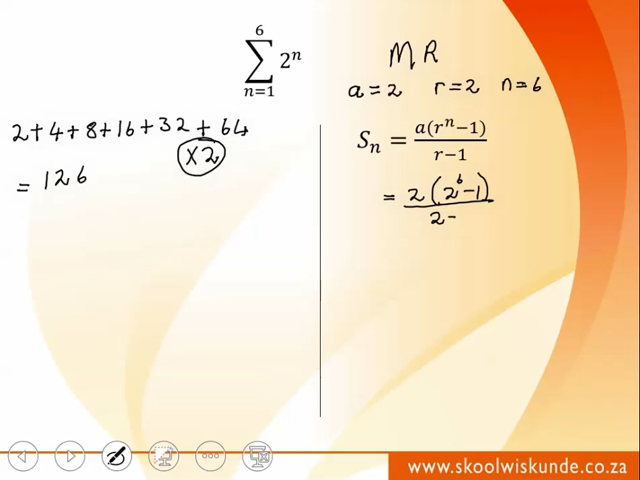 6
∑ 2ⁿ
n=1
2+4+8+16+32+64
×2
= 126
MR
a=2 r=2 n=6
Sₙ = a(rⁿ−1)
r−1
= 2(2⁶−1)
2−
www.skoolwiskunde.co.za